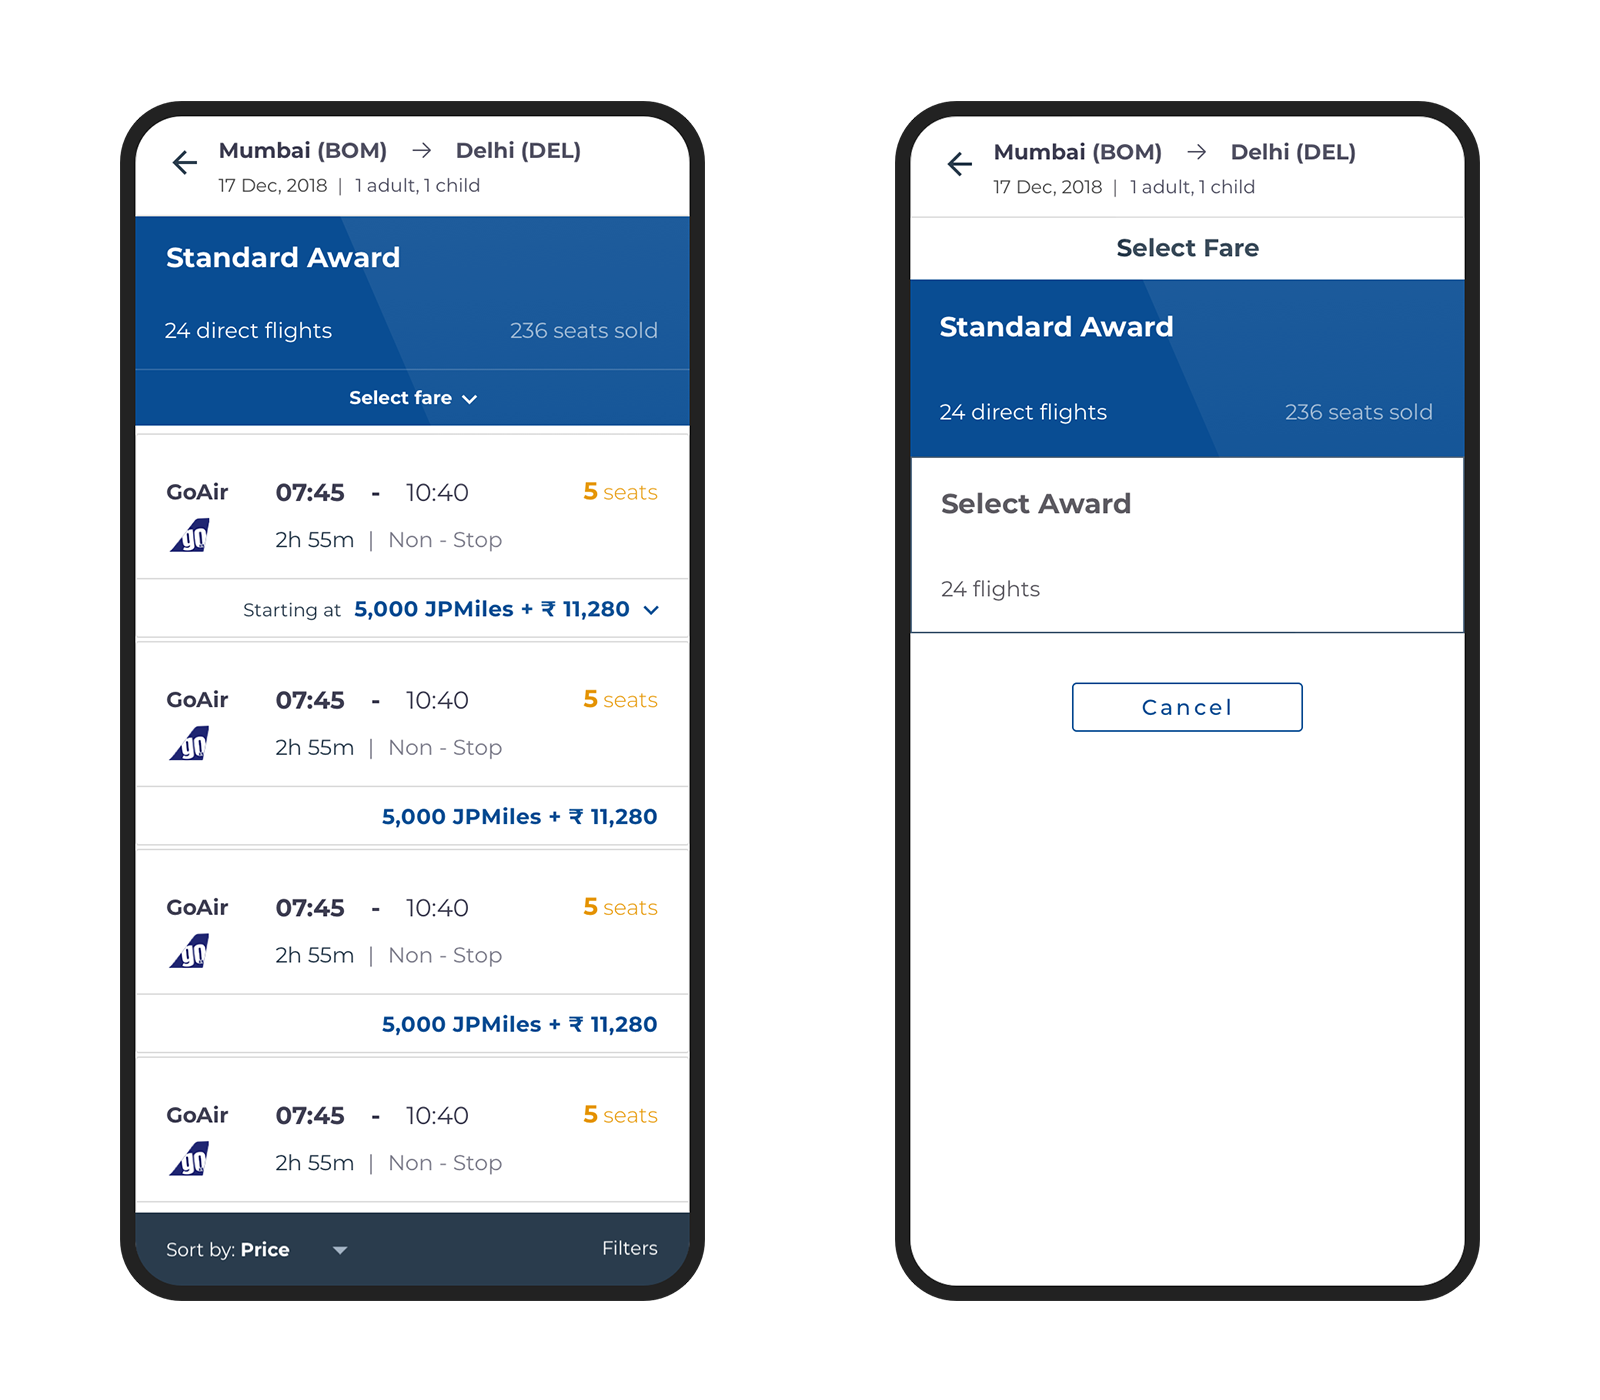 Mumbai (BOM) → Delhi (DEL)
17 Dec, 2018 | 1 adult, 1 child
Standard Award
24 direct flights 236 seats sold
Select fare
GoAir 07:45 - 10:40 5 seats
go 2h 55m | Non - Stop
Starting at 5,000 JPMiles + ₹ 11,280
GoAir 07:45 - 10:40 5 seats
go 2h 55m | Non - Stop
5,000 JPMiles + ₹ 11,280
GoAir 07:45 - 10:40 5 seats
go 2h 55m | Non - Stop
5,000 JPMiles + ₹ 11,280
GoAir 07:45 - 10:40 5 seats
go 2h 55m | Non - Stop
Sort by: Price Filters
Mumbai (BOM) → Delhi (DEL)
17 Dec, 2018 | 1 adult, 1 child
Select Fare
Standard Award
24 direct flights 236 seats sold
Select Award
24 flights
Cancel